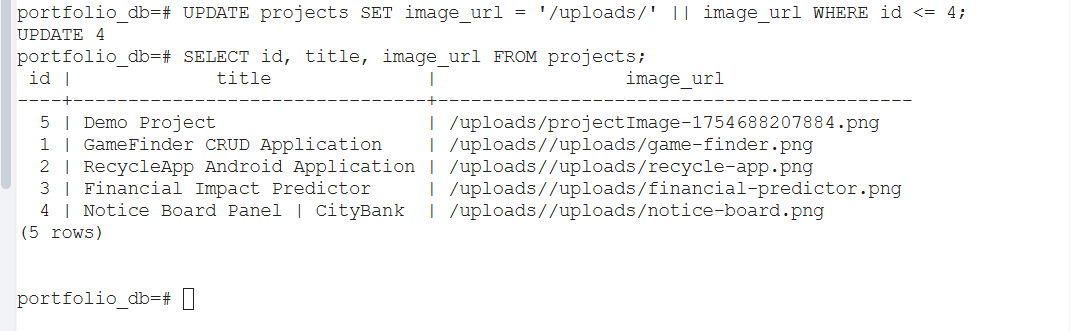 portfolio_db=# UPDATE projects SET image_url = '/uploads/' || image_url WHERE id <= 4;
UPDATE 4
portfolio_db=# SELECT id, title, image_url FROM projects;
 id |             title              |                 image_url
----+--------------------------------+-------------------------------------------
  5 | Demo Project                   | /uploads/projectImage-1754688207884.png
  1 | GameFinder CRUD Application    | /uploads//uploads/game-finder.png
  2 | RecycleApp Android Application | /uploads//uploads/recycle-app.png
  3 | Financial Impact Predictor     | /uploads//uploads/financial-predictor.png
  4 | Notice Board Panel | CityBank  | /uploads//uploads/notice-board.png
(5 rows)
portfolio_db=#